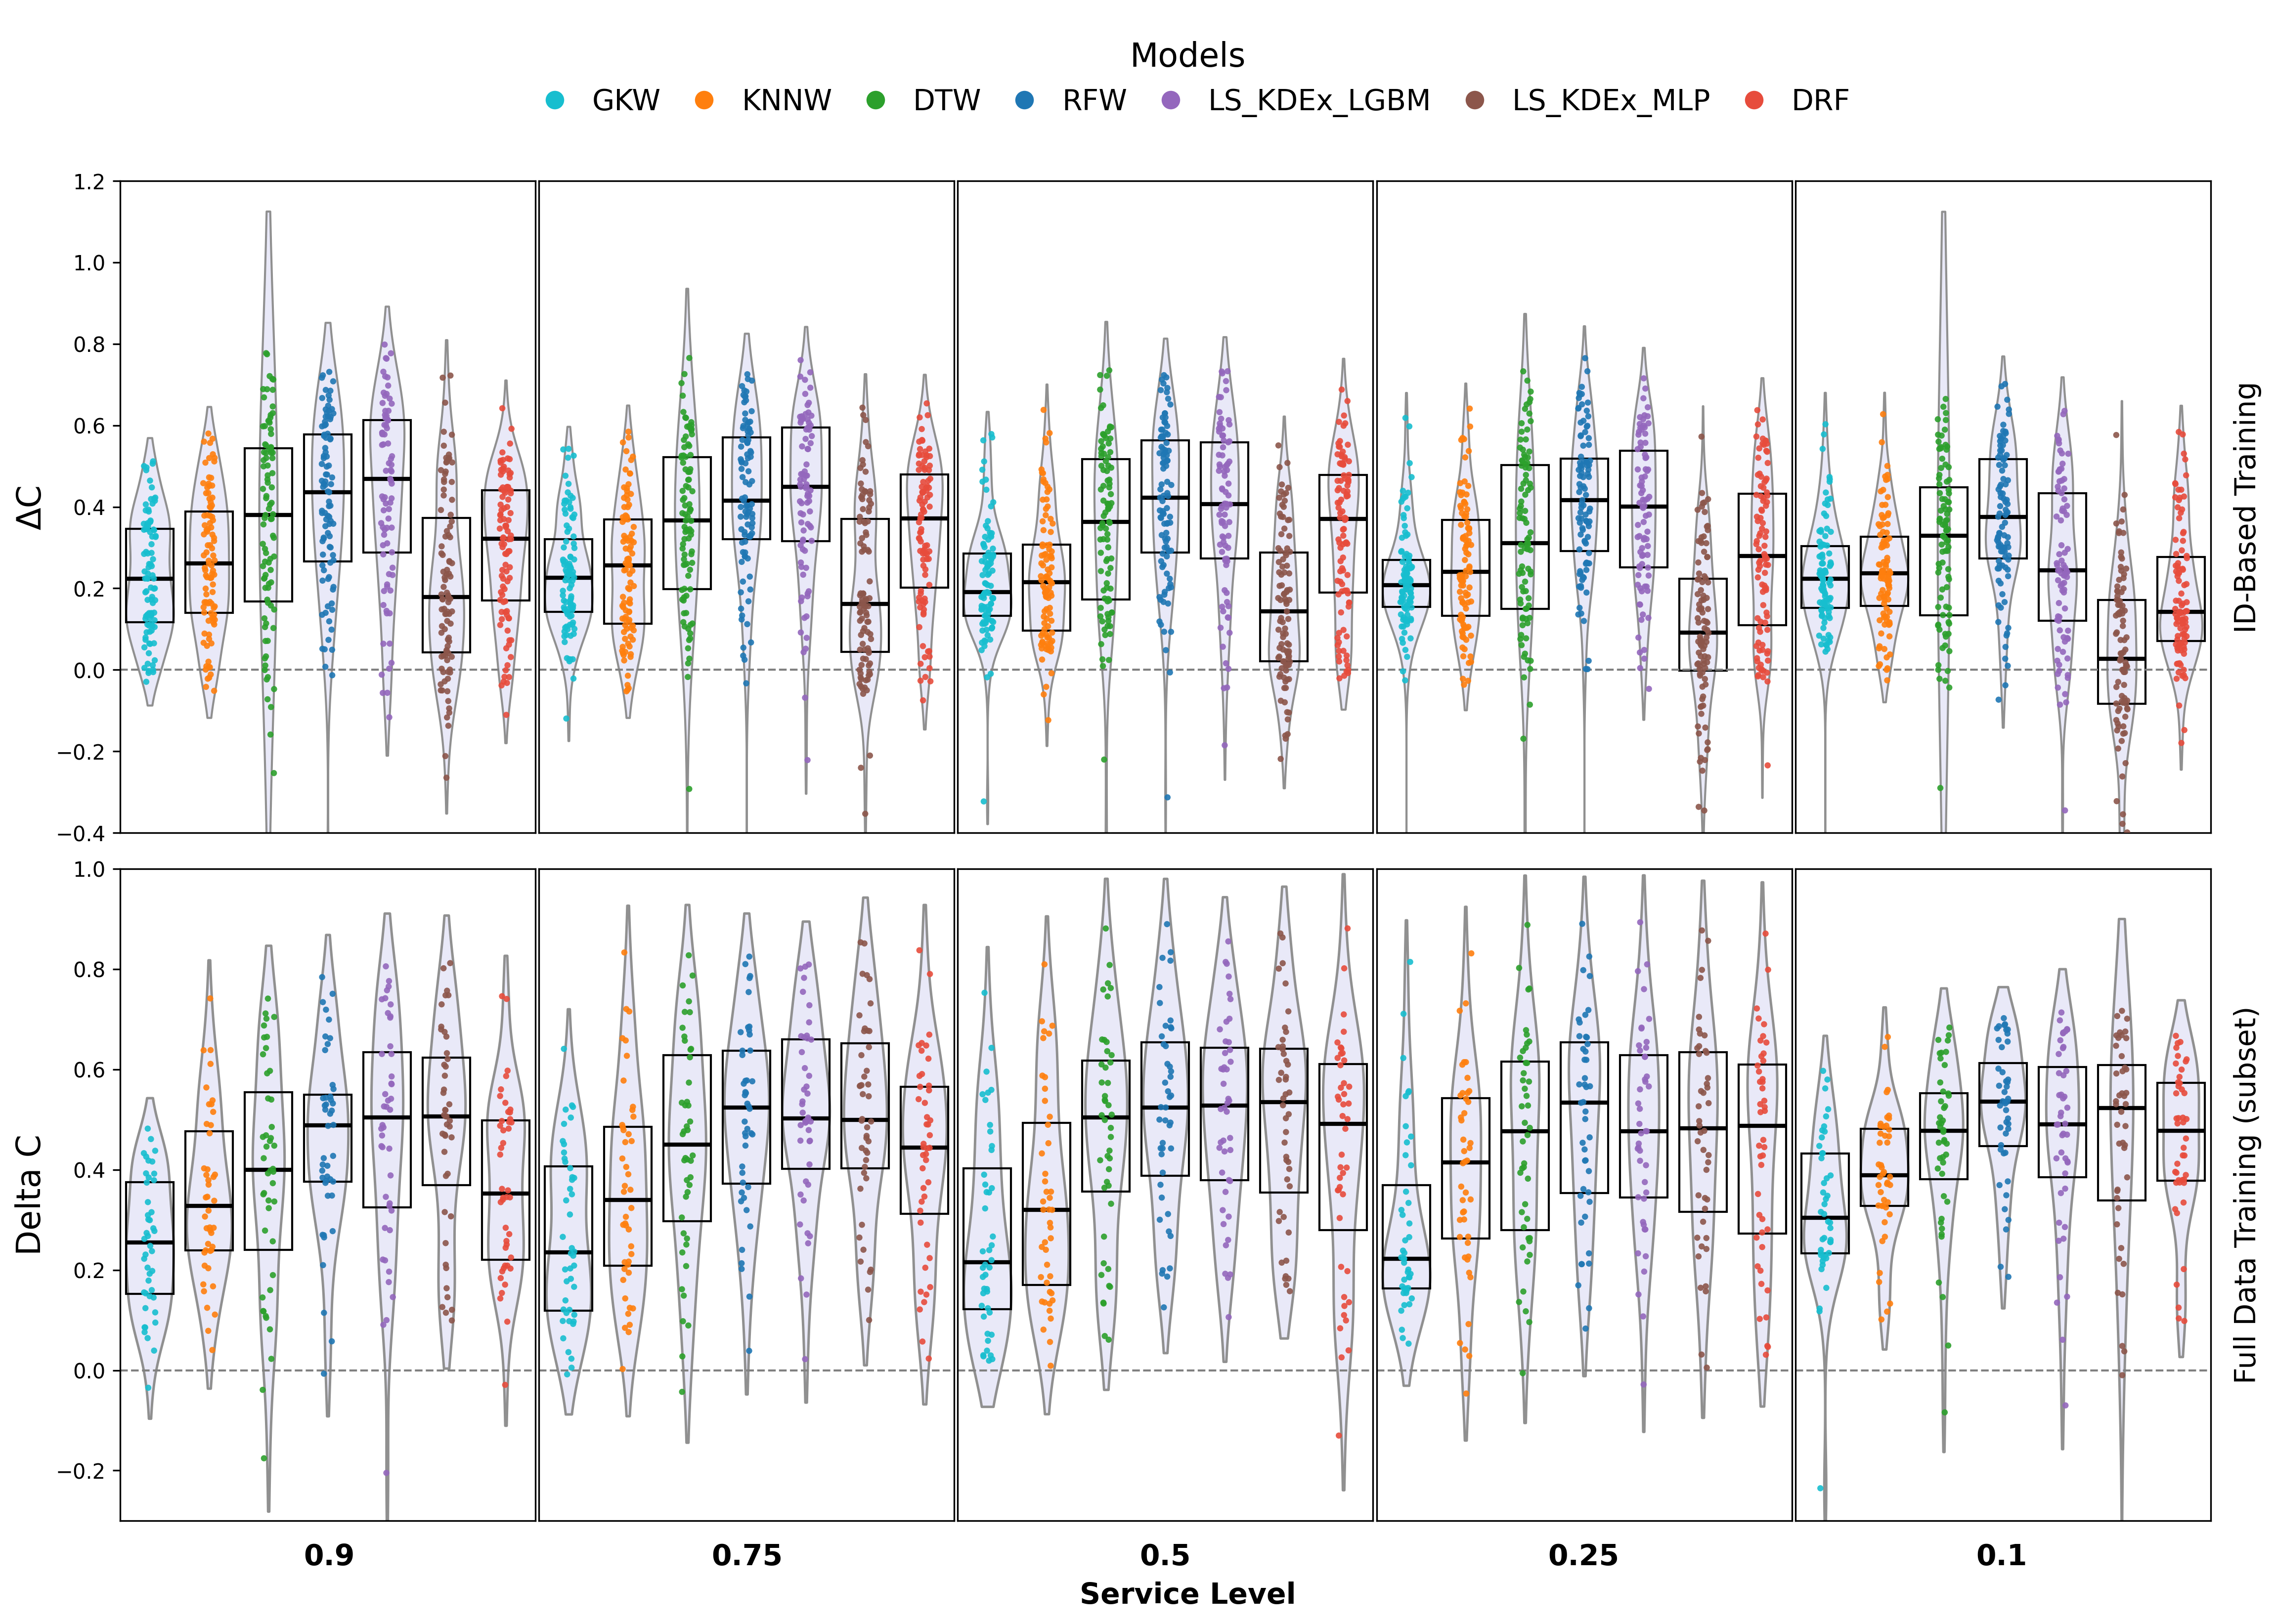 Models
GKW KNNW DTW RFW LS_KDEx_LGBM LS_KDEx_MLP DRF
1.2
1.0
0.8
0.6
0.4
0.2
0.0
−0.2
−0.4
ΔC
ID-Based Training
1.0
0.8
0.6
0.4
0.2
0.0
−0.2
Delta C
Full Data Training (subset)
0.9 0.75 0.5 0.25 0.1
Service Level